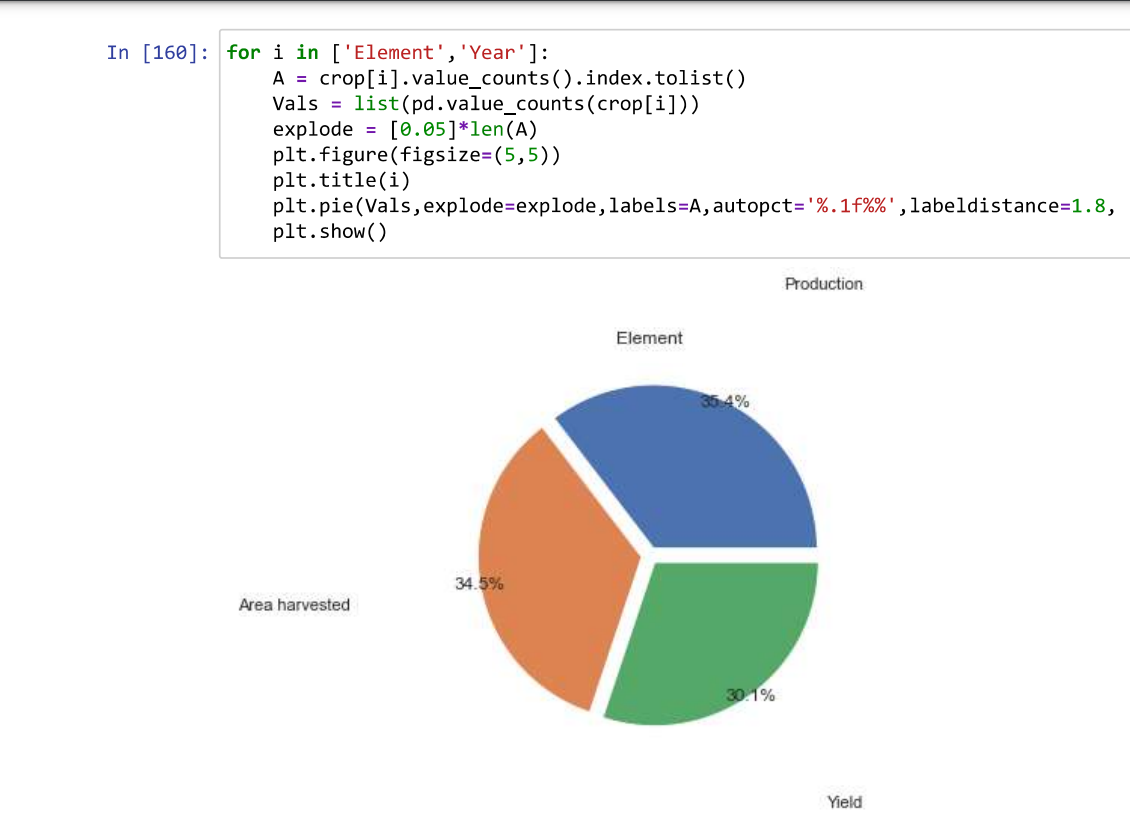 In [160]: for i in ['Element','Year']:
    A = crop[i].value_counts().index.tolist()
    Vals = list(pd.value_counts(crop[i]))
    explode = [0.05]*len(A)
    plt.figure(figsize=(5,5))
    plt.title(i)
    plt.pie(Vals,explode=explode,labels=A,autopct='%.1f%%',labeldistance=1.8,
    plt.show()
Production
Element
35.4%
34.5%
Area harvested
30.1%
Yield